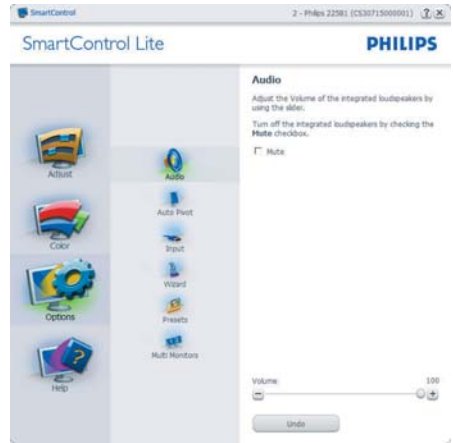 SmartControl
2 - Philips 225B1 (CS30715000001)
SmartControl Lite
PHILIPS
Adjust
Color
Options
Help
Audio
Auto Pivot
Input
Wizard
Presets
Multi Monitors
Audio
Adjust the Volume of the integrated loudspeakers by
using the slider.
Turn off the integrated loudspeakers by checking the
Mute checkbox.
Mute
Volume
100
Undo